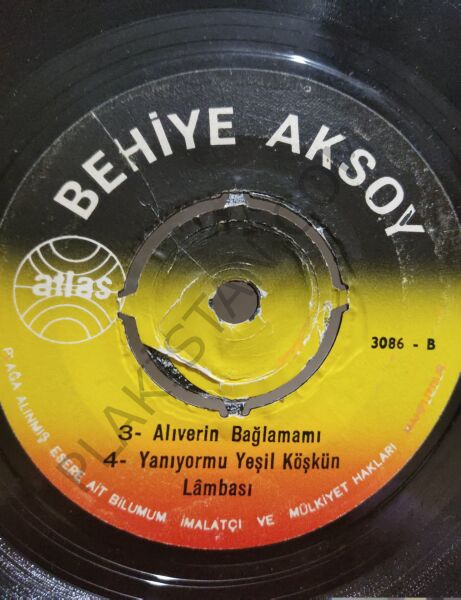 BEHİYE AKSOY
atlas
3086 - B
3- Alıverin Bağlamamı
4- Yanıyormu Yeşil Köşkün
Lâmbası
PLAĞA ALINMIŞ ESERE AİT BİLUMUM İMALATÇI VE MÜLKİYET HAKLARI